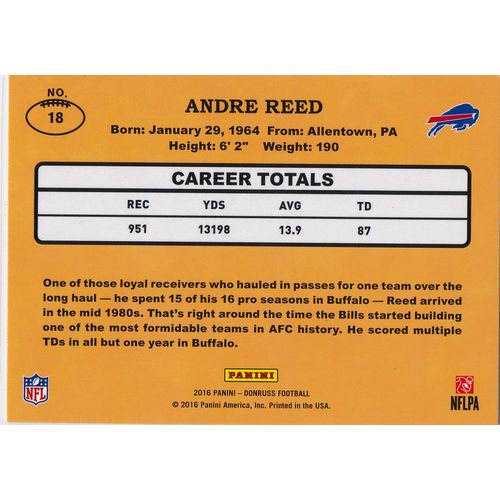 NO.
18
ANDRE REED
Born: January 29, 1964 From: Allentown, PA
Height: 6' 2" Weight: 190
CAREER TOTALS
REC YDS AVG TD
951 13198 13.9 87
One of those loyal receivers who hauled in passes for one team over the
long haul — he spent 15 of his 16 pro seasons in Buffalo — Reed arrived
in the mid 1980s. That's right around the time the Bills started building
one of the most formidable teams in AFC history. He scored multiple
TDs in all but one year in Buffalo.
PANINI
2016 PANINI – DONRUSS FOOTBALL
© 2016 Panini America, Inc. Printed in the USA.
NFL
NFLPA